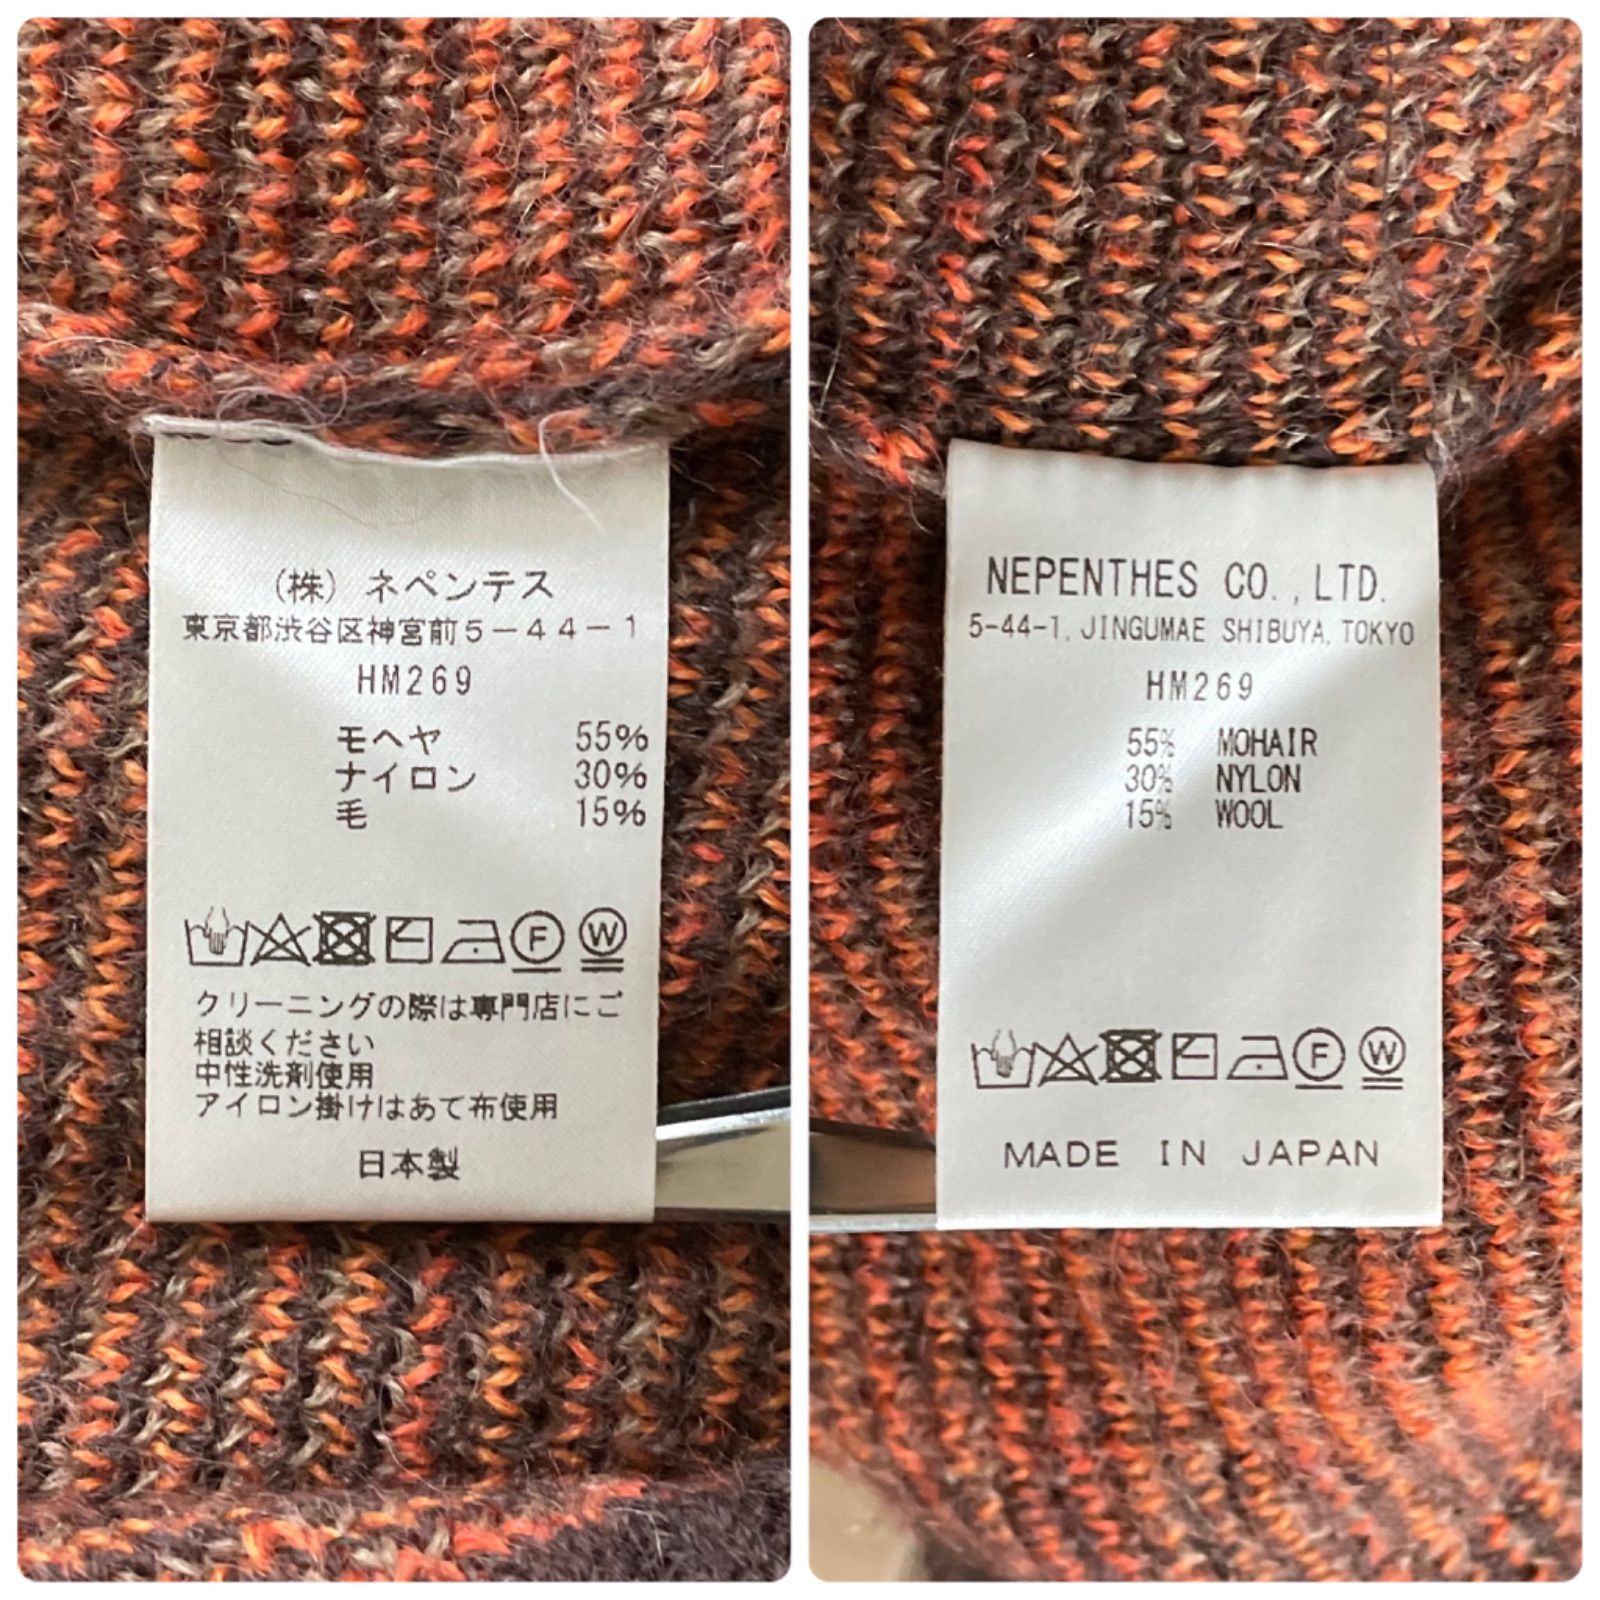 (株) ネペンテス
東京都渋谷区神宮前5-44-1
HM269
モヘヤ 55%
ナイロン 30%
毛 15%
F W
クリーニングの際は専門店にご
相談ください
中性洗剤使用
アイロン掛けはあて布使用
日本製
NEPENTHES CO.,LTD.
5-44-1, JINGUMAE SHIBUYA, TOKYO
HM269
55% MOHAIR
30% NYLON
15% WOOL
F W
MADE IN JAPAN